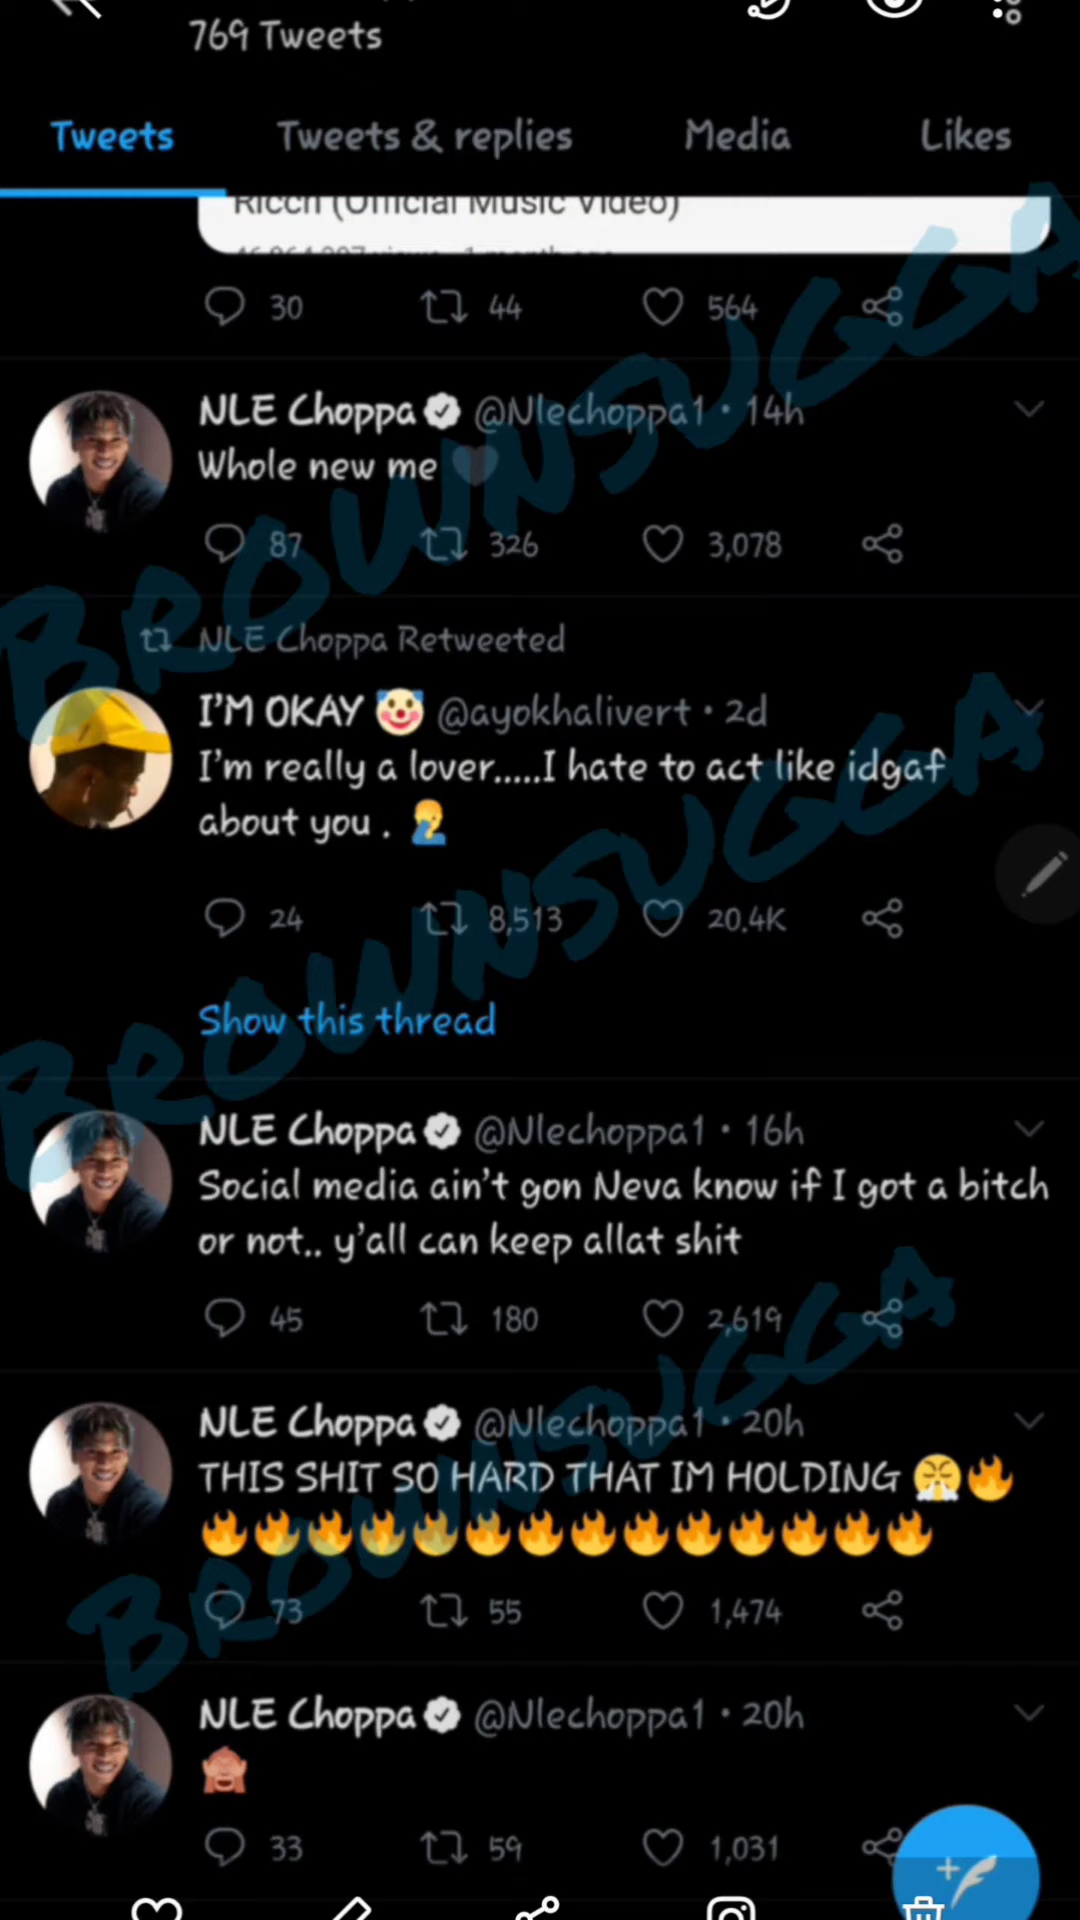 769 Tweets
Tweets Tweets & replies Media Likes
Ricch (Official Music Video)
30 44 564
NLE Choppa @Nlechoppa1 · 14h
Whole new me 🖤
87 326 3,078
NLE Choppa Retweeted
I'M OKAY 🤡 @ayokhalivert · 2d
I'm really a lover.....I hate to act like idgaf
about you . 🤦‍♂️
24 8,513 20.4K
Show this thread
NLE Choppa @Nlechoppa1 · 16h
Social media ain't gon Neva know if I got a bitch
or not.. y'all can keep allat shit
45 180 2,619
NLE Choppa @Nlechoppa1 · 20h
THIS SHIT SO HARD THAT IM HOLDING 😤🔥
🔥🔥🔥🔥🔥🔥🔥🔥🔥🔥🔥🔥🔥🔥
73 55 1,474
NLE Choppa @Nlechoppa1 · 20h
🙈
33 59 1,031
BROWNSUGGA
BROWNSUGGA
BROWNSUGGA